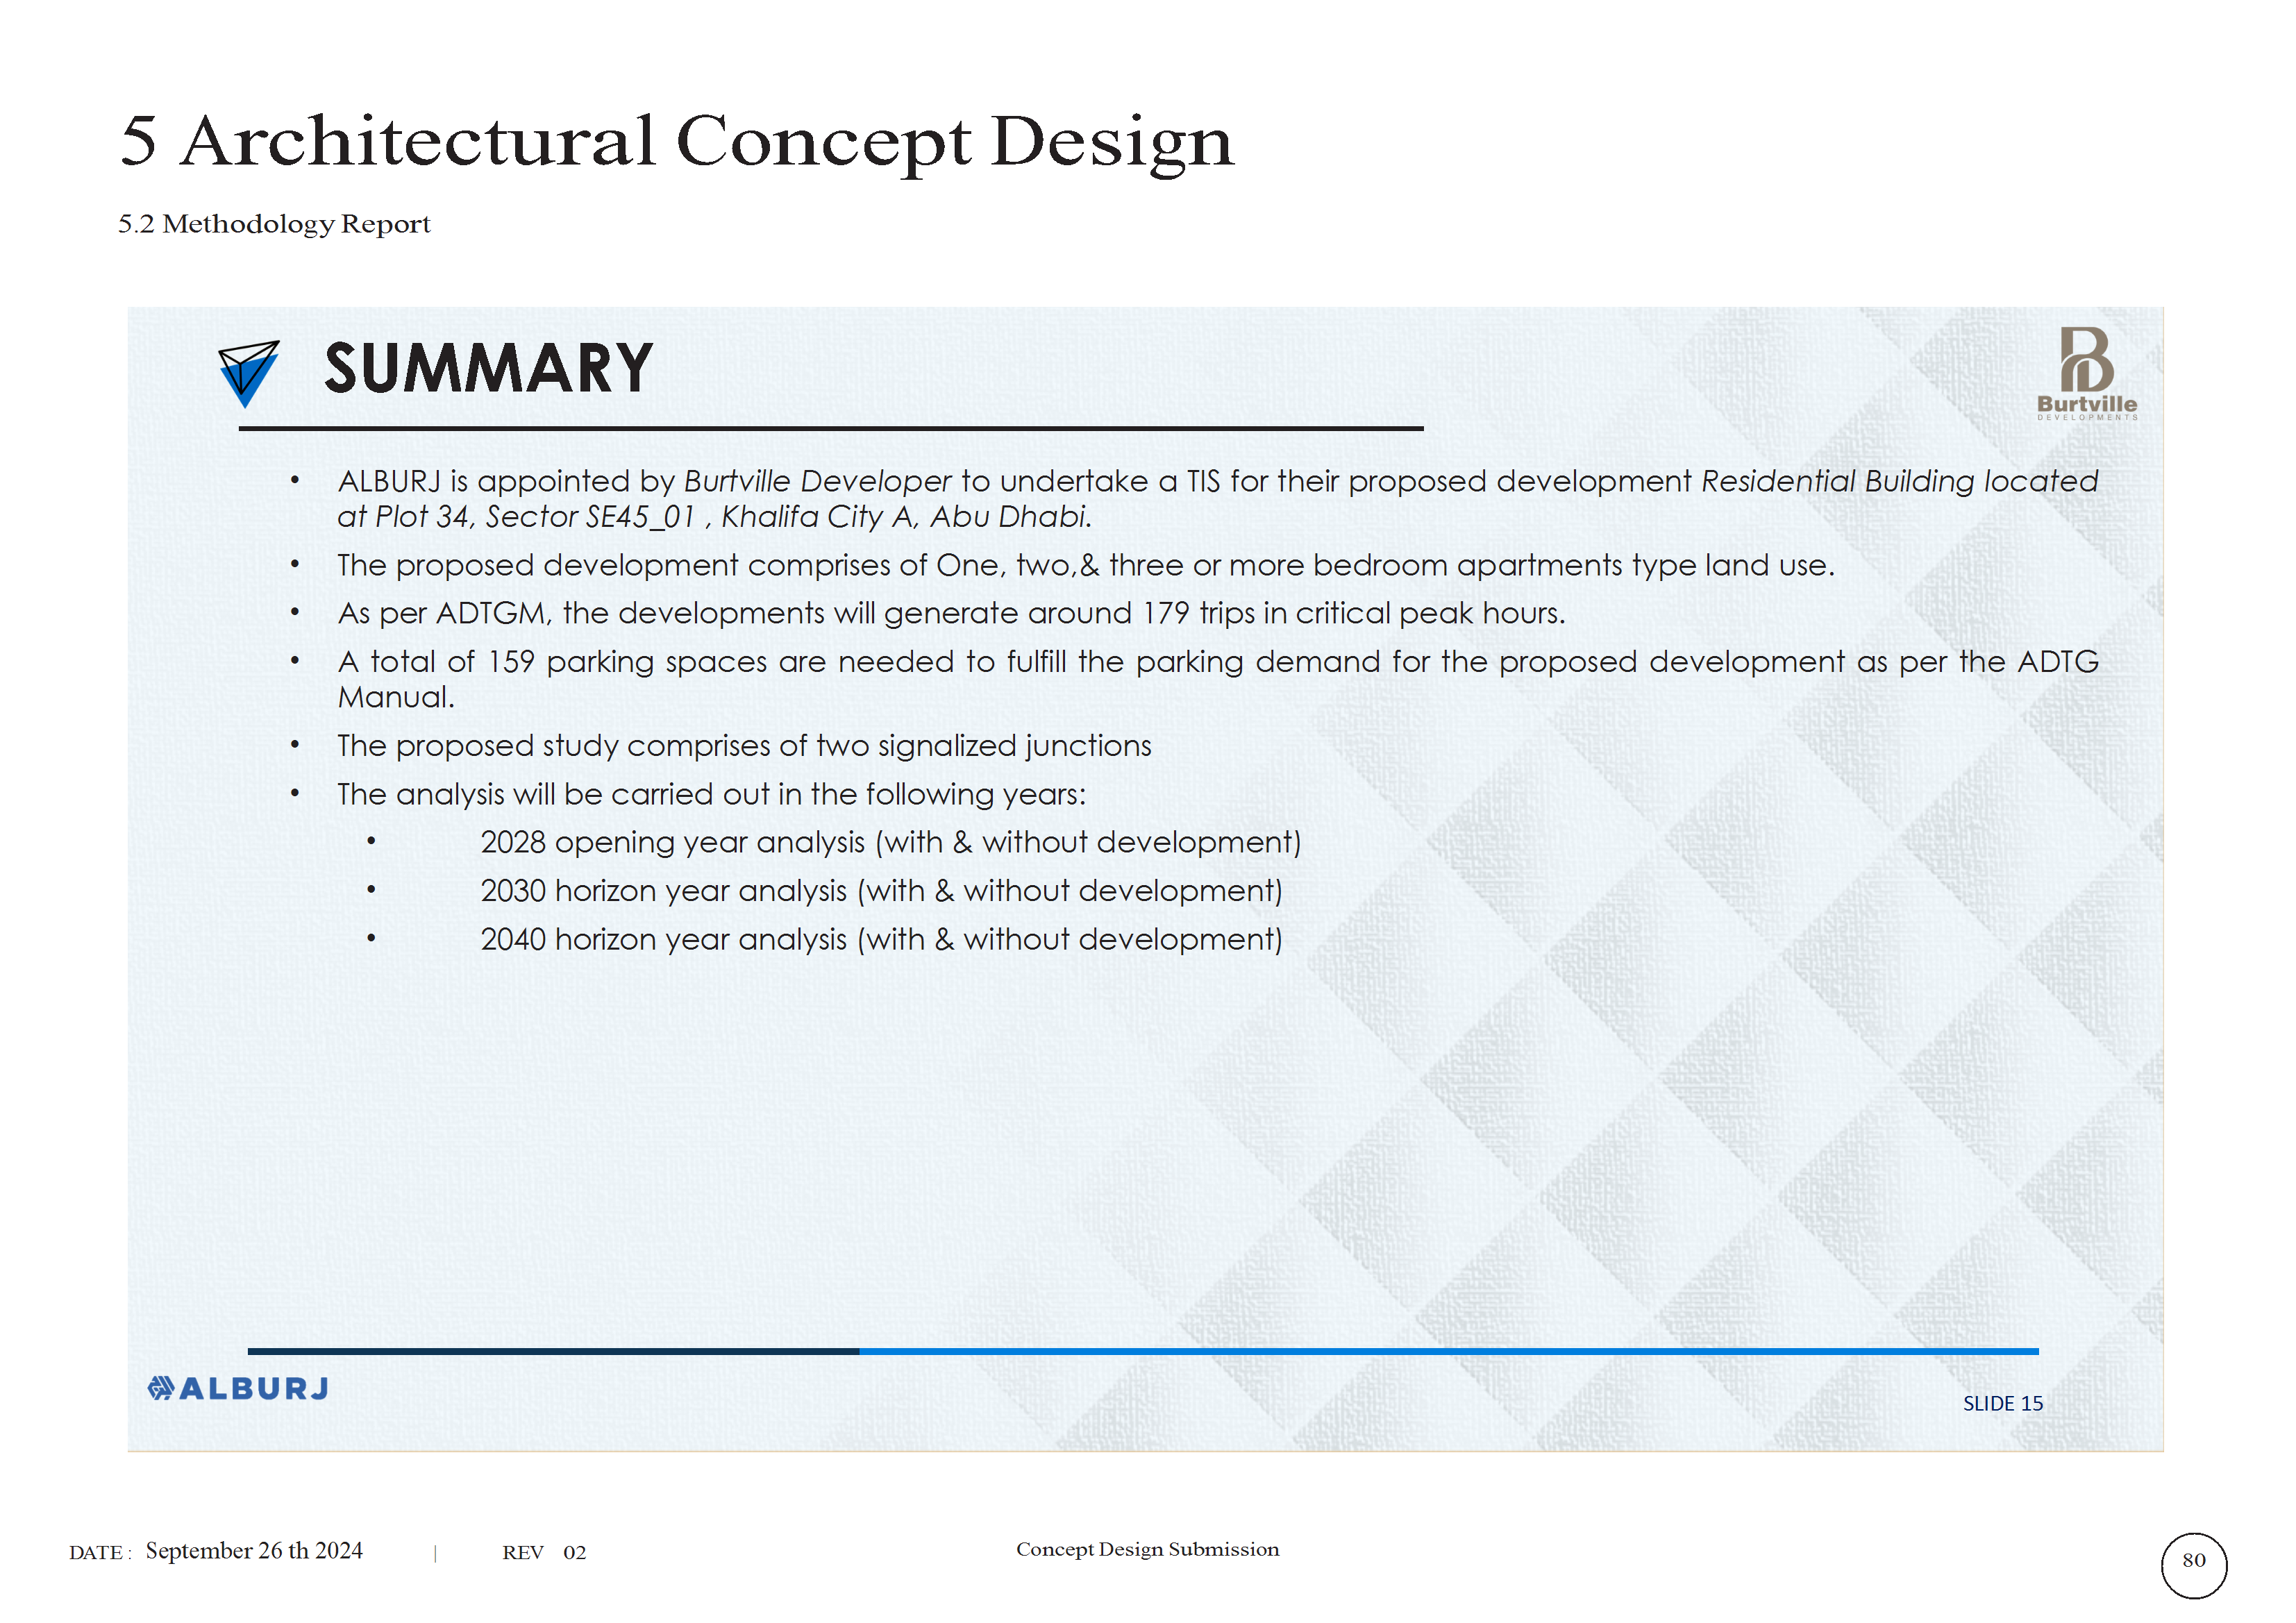 5 Architectural Concept Design
5.2 Methodology Report
SUMMARY
Burtville
DEVELOPMENTS
• ALBURJ is appointed by Burtville Developer to undertake a TIS for their proposed development Residential Building located
at Plot 34, Sector SE45_01 , Khalifa City A, Abu Dhabi.
• The proposed development comprises of One, two,& three or more bedroom apartments type land use.
• As per ADTGM, the developments will generate around 179 trips in critical peak hours.
• A total of 159 parking spaces are needed to fulfill the parking demand for the proposed development as per the ADTG
Manual.
• The proposed study comprises of two signalized junctions
• The analysis will be carried out in the following years:
• 2028 opening year analysis (with & without development)
• 2030 horizon year analysis (with & without development)
• 2040 horizon year analysis (with & without development)
ALBURJ
SLIDE 15
DATE : September 26 th 2024 | REV 02
Concept Design Submission
80